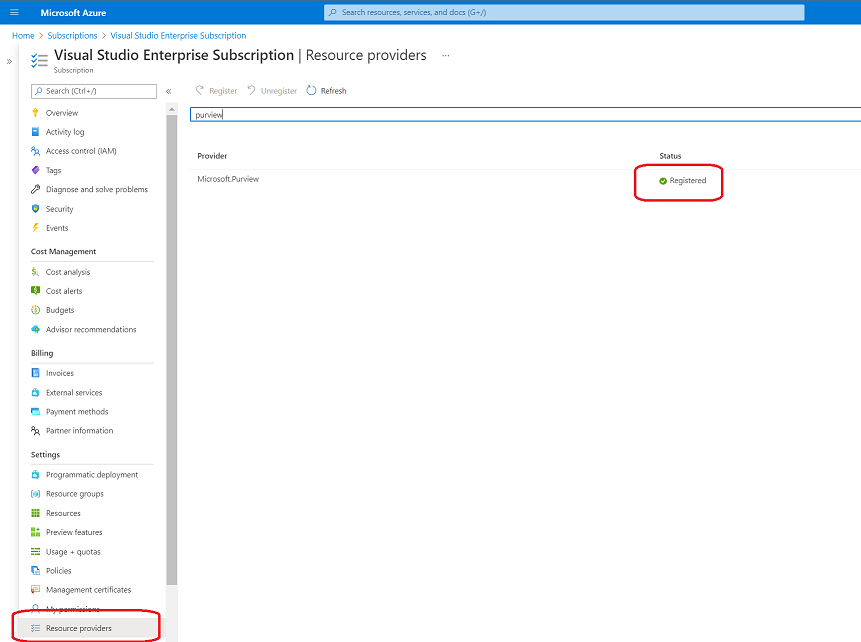 Microsoft Azure
Search resources, services, and docs (G+/)
Home > Subscriptions > Visual Studio Enterprise Subscription
Visual Studio Enterprise Subscription | Resource providers ...
Subscription
Search (Ctrl+/)
Register Unregister Refresh
purview
Provider Status
Microsoft.Purview Registered
Overview
Activity log
Access control (IAM)
Tags
Diagnose and solve problems
Security
Events
Cost Management
Cost analysis
Cost alerts
Budgets
Advisor recommendations
Billing
Invoices
External services
Payment methods
Partner information
Settings
Programmatic deployment
Resource groups
Resources
Preview features
Usage + quotas
Policies
Management certificates
My permissions
Resource providers